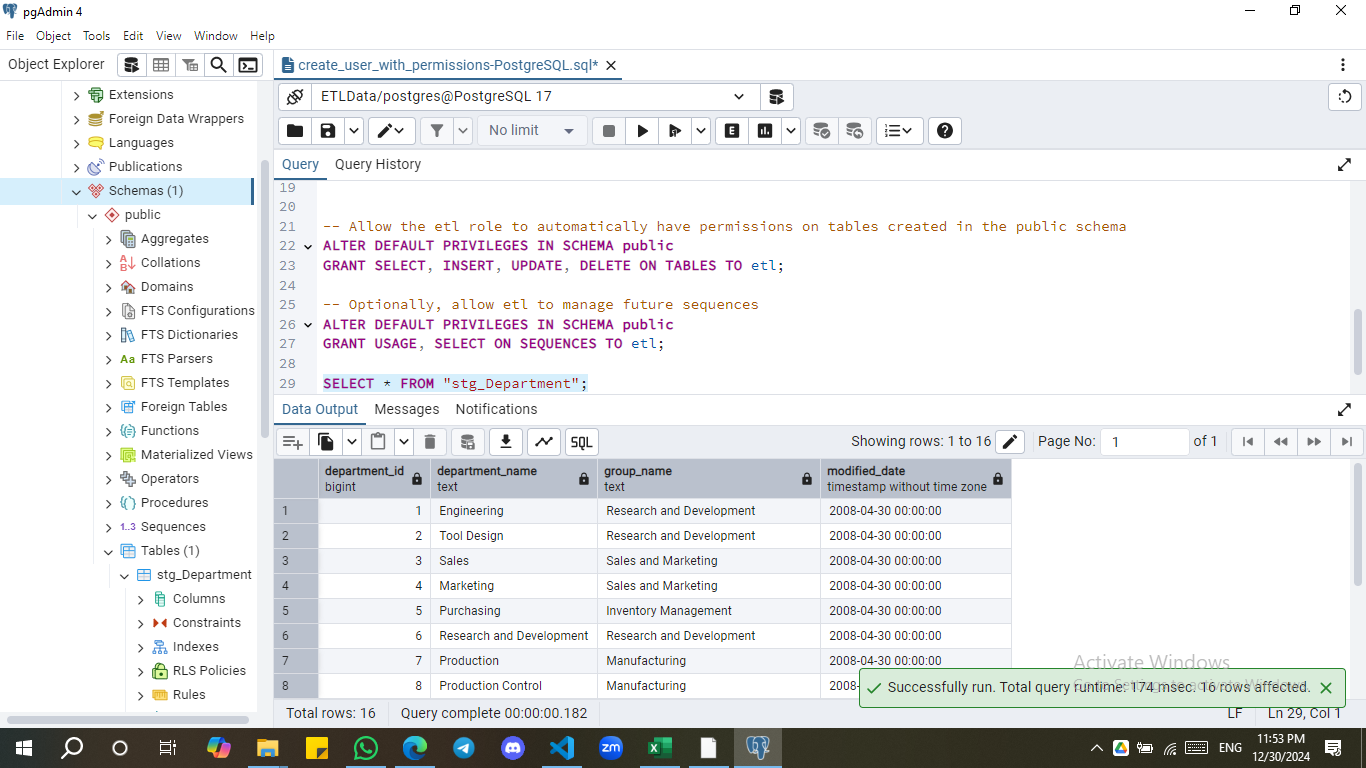 pgAdmin 4
File Object Tools Edit View Window Help
Object Explorer
create_user_with_permissions-PostgreSQL.sql*
Extensions
Foreign Data Wrappers
Languages
Publications
Schemas (1)
public
Aggregates
Collations
Domains
FTS Configurations
FTS Dictionaries
Aa FTS Parsers
FTS Templates
Foreign Tables
Functions
Materialized Views
Operators
Procedures
1..3 Sequences
Tables (1)
stg_Department
Columns
Constraints
Indexes
RLS Policies
Rules
ETLData/postgres@PostgreSQL 17
No limit
E
Query Query History
19
20
21 -- Allow the etl role to automatically have permissions on tables created in the public schema
22 ALTER DEFAULT PRIVILEGES IN SCHEMA public
23 GRANT SELECT, INSERT, UPDATE, DELETE ON TABLES TO etl;
24
25 -- Optionally, allow etl to manage future sequences
26 ALTER DEFAULT PRIVILEGES IN SCHEMA public
27 GRANT USAGE, SELECT ON SEQUENCES TO etl;
28
29 SELECT * FROM "stg_Department";
Data Output Messages Notifications
SQL
Showing rows: 1 to 16
Page No: 1 of 1
department_id department_name group_name modified_date
bigint text text timestamp without time zone
1 1 Engineering Research and Development 2008-04-30 00:00:00
2 2 Tool Design Research and Development 2008-04-30 00:00:00
3 3 Sales Sales and Marketing 2008-04-30 00:00:00
4 4 Marketing Sales and Marketing 2008-04-30 00:00:00
5 5 Purchasing Inventory Management 2008-04-30 00:00:00
6 6 Research and Development Research and Development 2008-04-30 00:00:00
7 7 Production Manufacturing 2008-04-30 00:00:00
8 8 Production Control Manufacturing 2008-
Activate Windows
Successfully run. Total query runtime: 174 msec. 16 rows affected.
Total rows: 16 Query complete 00:00:00.182
LF Ln 29, Col 1
zm
ENG
11:53 PM
12/30/2024